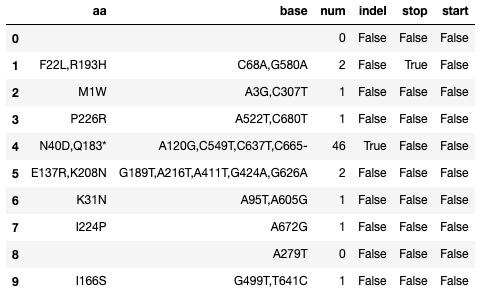 aa base num indel stop start
0 0 False False False
1 F22L,R193H C68A,G580A 2 False True False
2 M1W A3G,C307T 1 False False False
3 P226R A522T,C680T 1 False False False
4 N40D,Q183* A120G,C549T,C637T,C665- 46 True False False
5 E137R,K208N G189T,A216T,A411T,G424A,G626A 2 False False False
6 K31N A95T,A605G 1 False False False
7 I224P A672G 1 False False False
8 A279T 0 False False False
9 I166S G499T,T641C 1 False False False